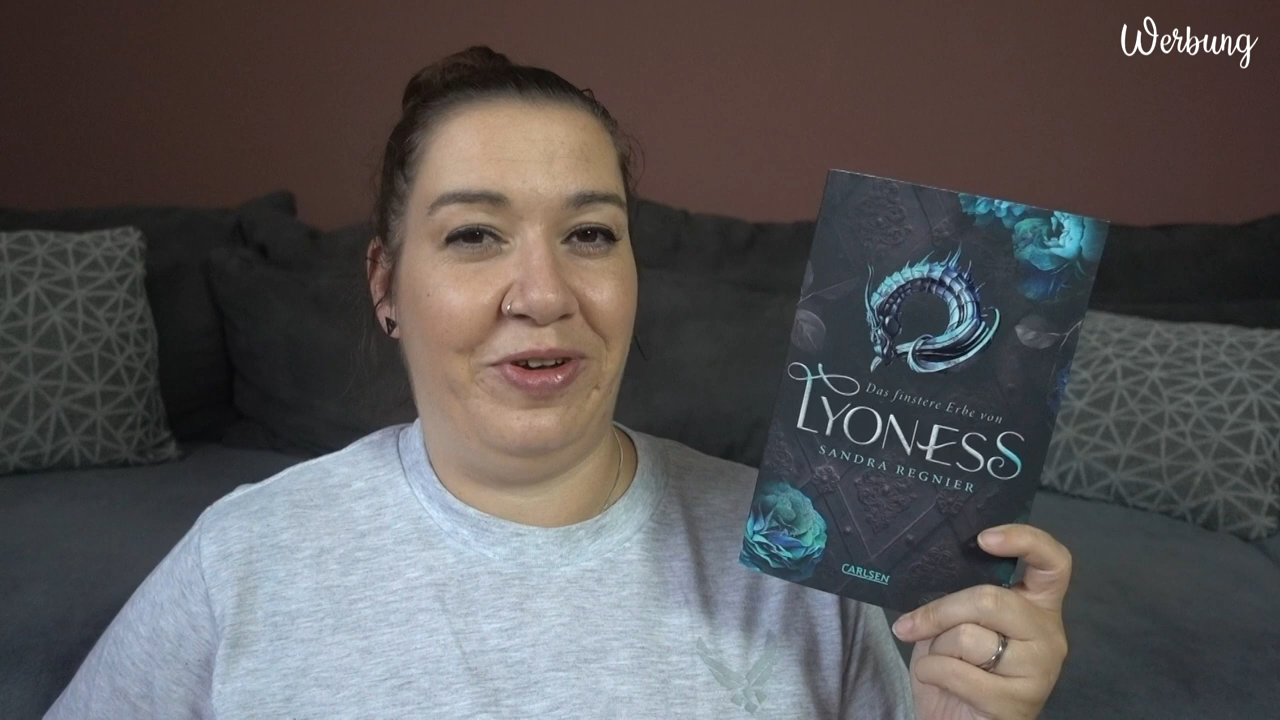 Werbung
Das finstere Erbe von
LYONESS
SANDRA REGNIER
CARLSEN